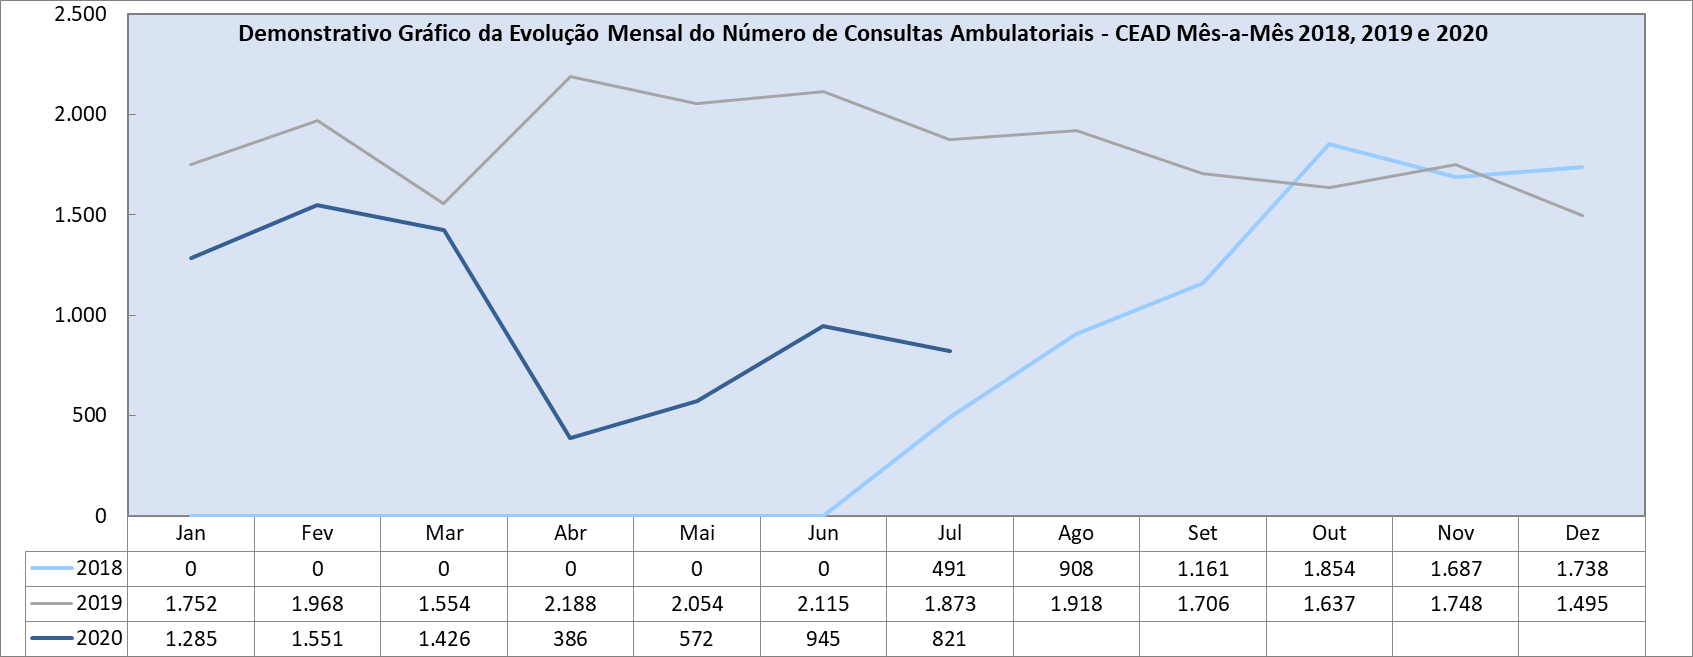 Demonstrativo Gráfico da Evolução Mensal do Número de Consultas Ambulatoriais - CEAD Mês-a-Mês 2018, 2019 e 2020
2.500
2.000
1.500
1.000
500
0
Jan Fev Mar Abr Mai Jun Jul Ago Set Out Nov Dez
2018 0 0 0 0 0 0 491 908 1.161 1.854 1.687 1.738
2019 1.752 1.968 1.554 2.188 2.054 2.115 1.873 1.918 1.706 1.637 1.748 1.495
2020 1.285 1.551 1.426 386 572 945 821